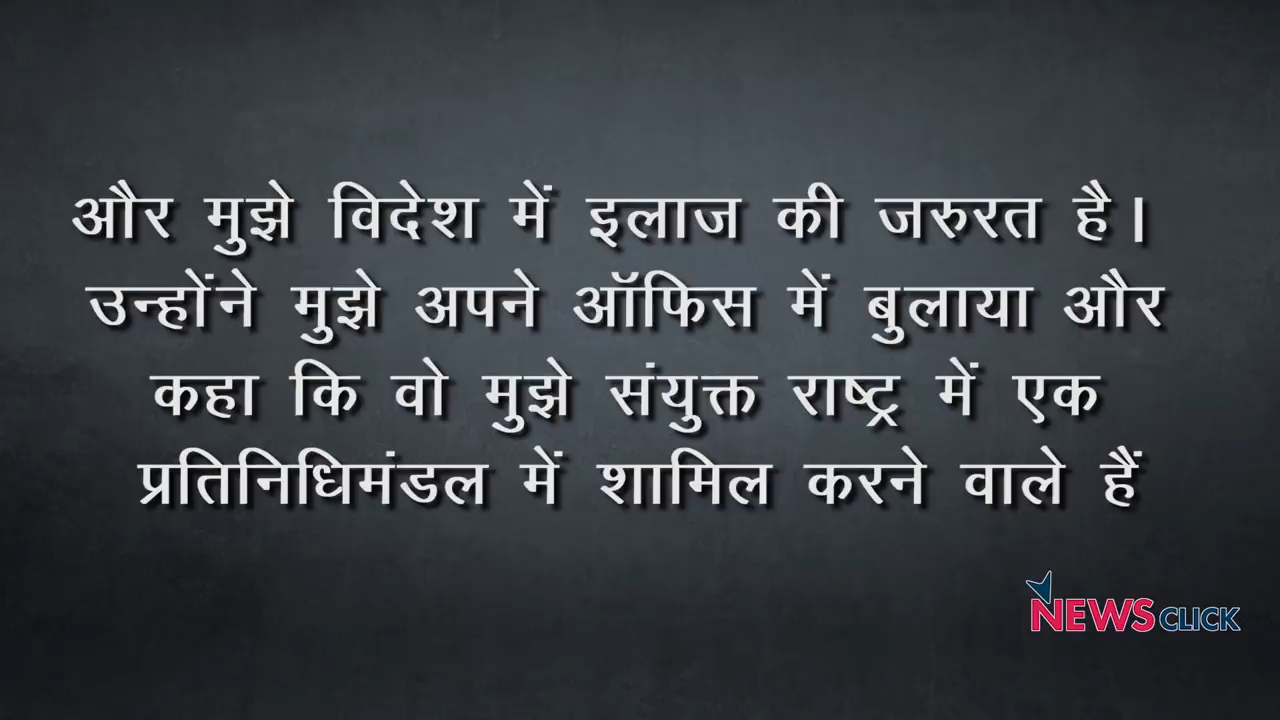 और मुझे विदेश में इलाज की जरुरत है।
उन्होंने मुझे अपने ऑफिस में बुलाया और
कहा कि वो मुझे संयुक्त राष्ट्र में एक
प्रतिनिधिमंडल में शामिल करने वाले हैं
NEWSCLICK